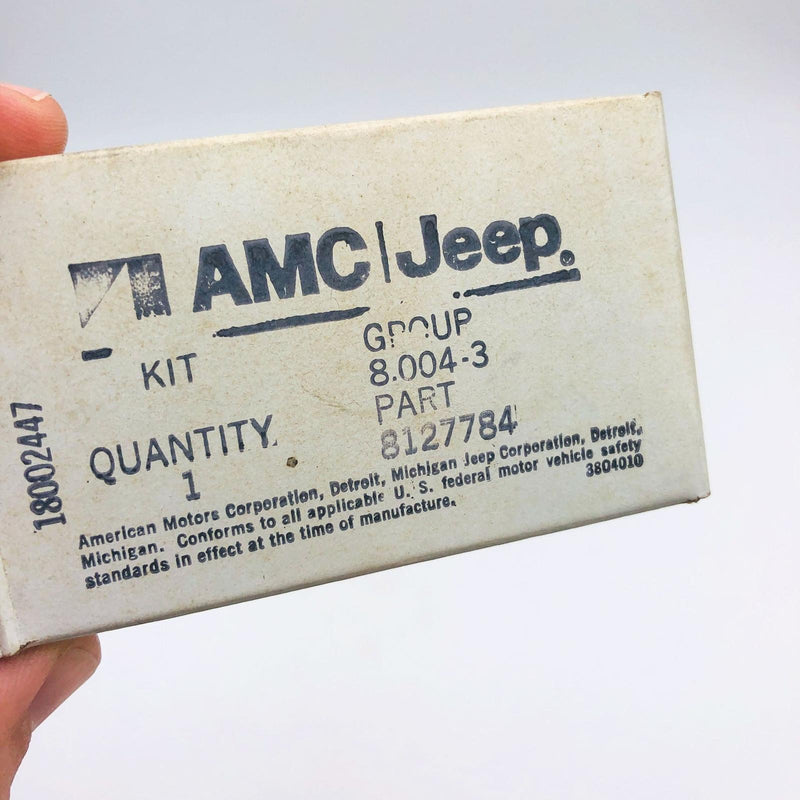 AMC|Jeep.
KIT
GROUP
8.004-3
QUANTITY
1
PART
8127784
American Motors Corporation, Detroit, Michigan Jeep Corporation, Detroit,
Michigan. Conforms to all applicable U. S. federal motor vehicle safety
standards in effect at the time of manufacture.
3804010
18002447